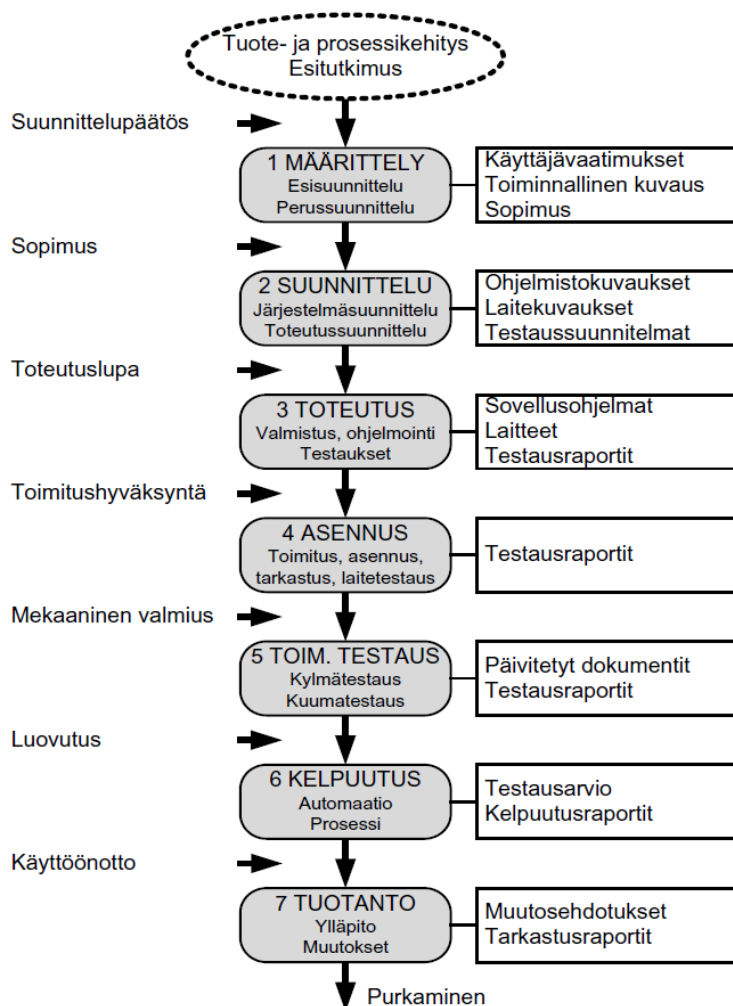 Tuote- ja prosessikehitys
Esitutkimus
Suunnittelupäätös
1 MÄÄRITTELY
Esisuunnittelu
Perussuunnittelu
Käyttäjävaatimukset
Toiminnallinen kuvaus
Sopimus
Sopimus
2 SUUNNITTELU
Järjestelmäsuunnittelu
Toteutussuunnittelu
Ohjelmistokuvaukset
Laitekuvaukset
Testaussuunnitelmat
Toteutuslupa
3 TOTEUTUS
Valmistus, ohjelmointi
Testaukset
Sovellusohjelmat
Laitteet
Testausraportit
Toimitushyväksyntä
4 ASENNUS
Toimitus, asennus,
tarkastus, laitetestaus
Testausraportit
Mekaaninen valmius
5 TOIM. TESTAUS
Kylmätestaus
Kuumatestaus
Päivitetyt dokumentit
Testausraportit
Luovutus
6 KELPUUTUS
Automaatio
Prosessi
Testausarvio
Kelpuutusraportit
Käyttöönotto
7 TUOTANTO
Ylläpito
Muutokset
Muutosehdotukset
Tarkastusraportit
Purkaminen